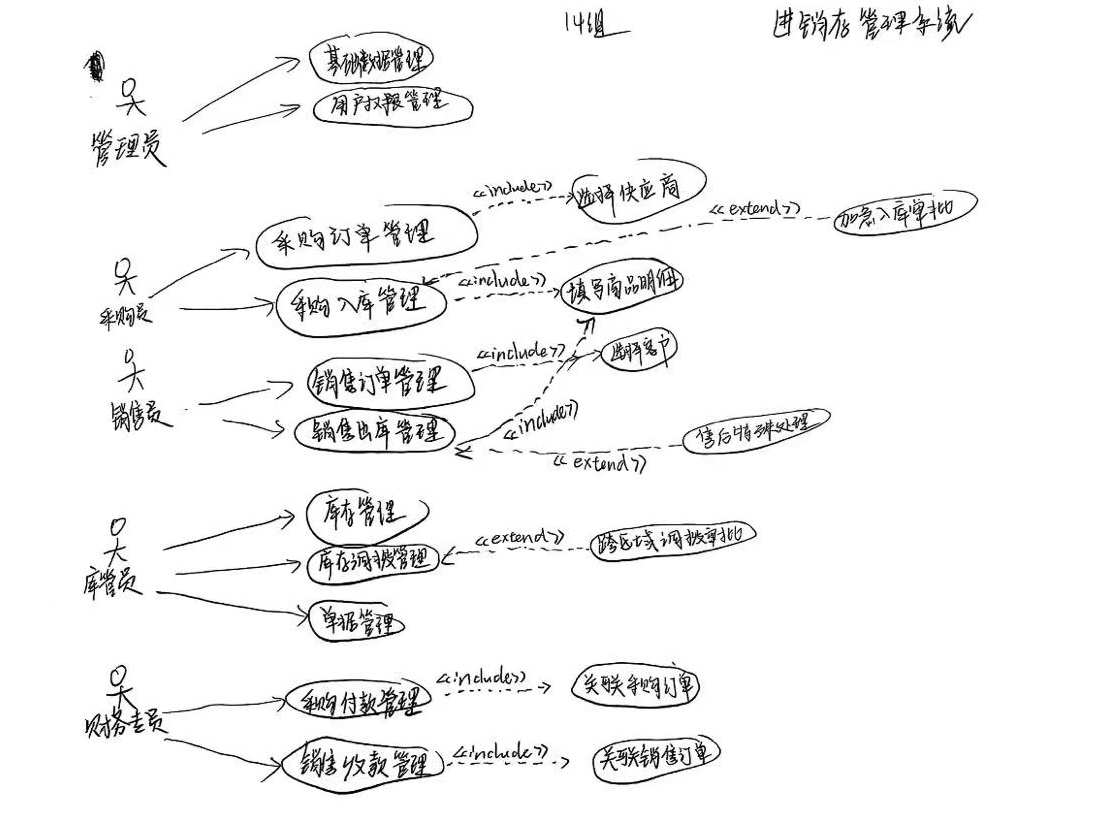 14组
进销存管理系统
基础数据管理
用户权限管理
管理员
<<include>>
选择供应商
<<extend>>
加急入库审批
采购订单管理
采购员
采购入库管理
<<include>>
填写商品明细
销售员
销售订单管理
<<include>>
选择客户
销售出库管理
<<include>>
售后特殊处理
<<extend>>
库存管理
库管员
库存调拨管理
<<extend>>
跨区域调拨审批
单据管理
财务专员
采购付款管理
<<include>>
关联采购订单
销售收款管理
<<include>>
关联销售订单